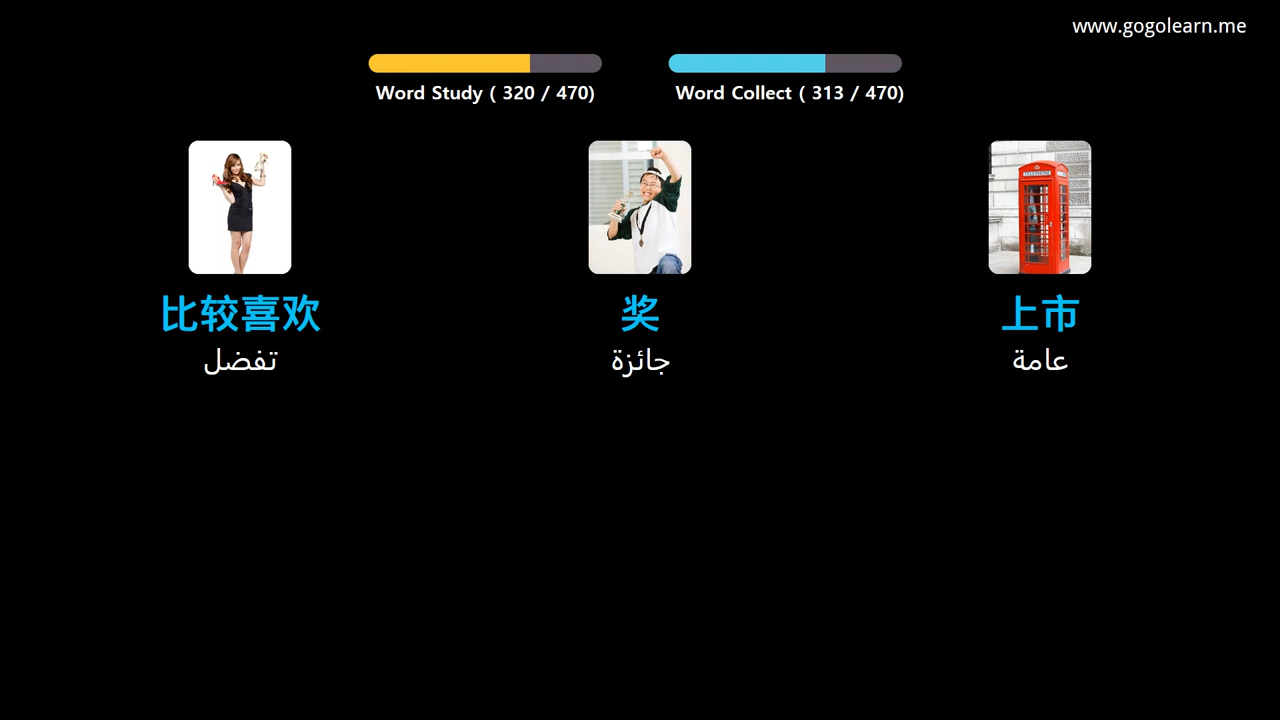 www.gogolearn.me
Word Study ( 320 / 470)
Word Collect ( 313 / 470)
TELEPHONE
比较喜欢
奖
上市
تفضل
جائزة
عامة